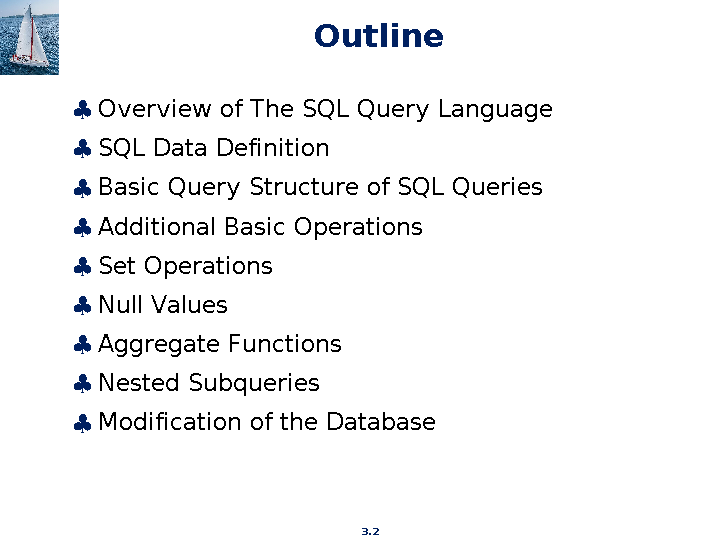 Outline
♣ Overview of The SQL Query Language
♣ SQL Data Definition
♣ Basic Query Structure of SQL Queries
♣ Additional Basic Operations
♣ Set Operations
♣ Null Values
♣ Aggregate Functions
♣ Nested Subqueries
♣ Modification of the Database
3.2